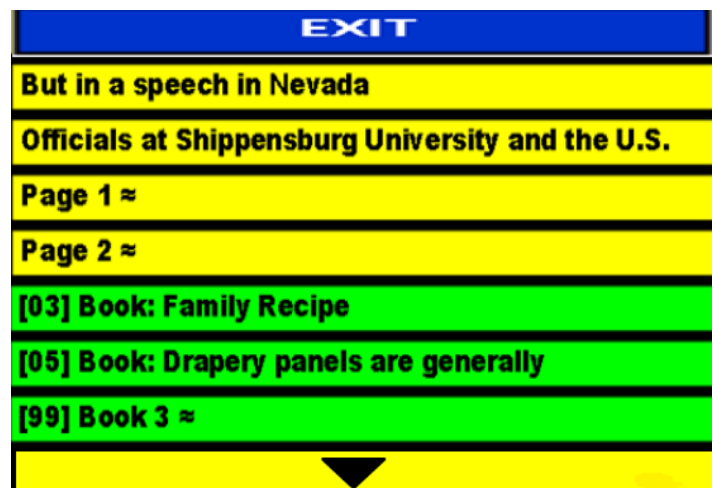 EXIT
But in a speech in Nevada
Officials at Shippensburg University and the U.S.
Page 1 ≈
Page 2 ≈
[03] Book: Family Recipe
[05] Book: Drapery panels are generally
[99] Book 3 ≈